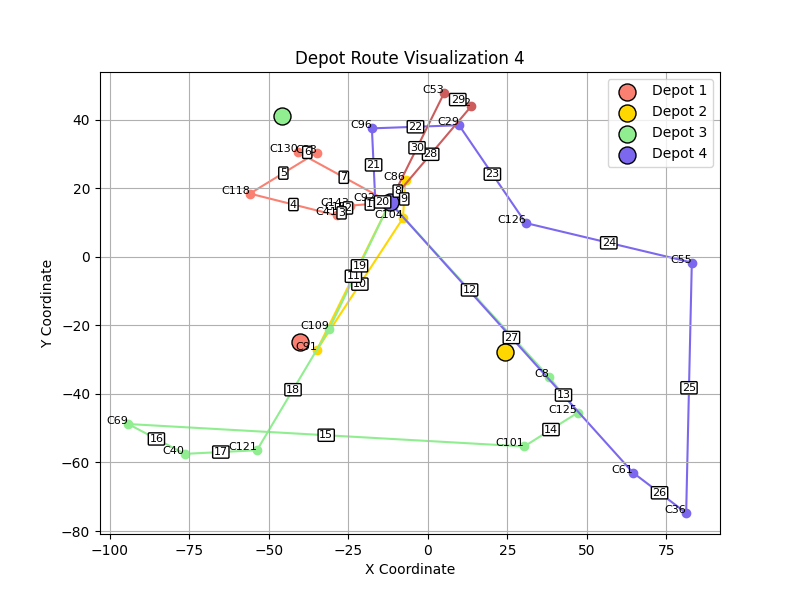 Depot Route Visualization 4
Depot 1
Depot 2
Depot 3
Depot 4
Y Coordinate
40
20
0
−20
−40
−60
−80
−100
−75
−50
−25
0
25
50
75
X Coordinate
C53
29
C96
22
C29
C130
6
30
28
21
5
7
23
C86
C118
8
4
C92
1
20
9
3
C104
C126
24
C55
19
11
10
12
C109
C91
27
C8
18
13
25
C125
C69
16
15
14
C101
C40
17
C121
C61
26
C36